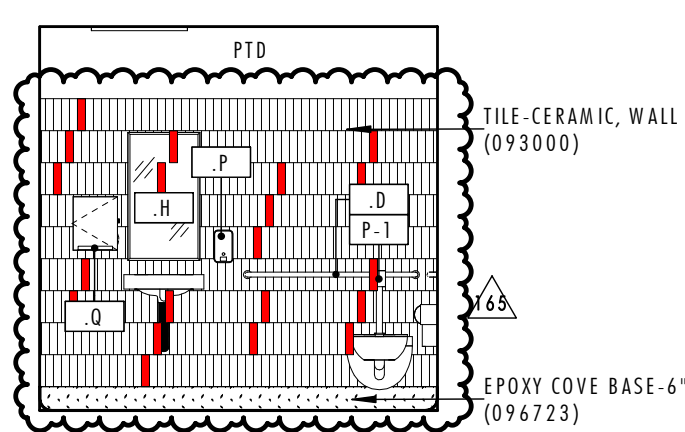 PTD
TILE-CERAMIC, WALL
(093000)
.P
.D
.H
P-1
165
.Q
EPOXY COVE BASE-6"
(096723)